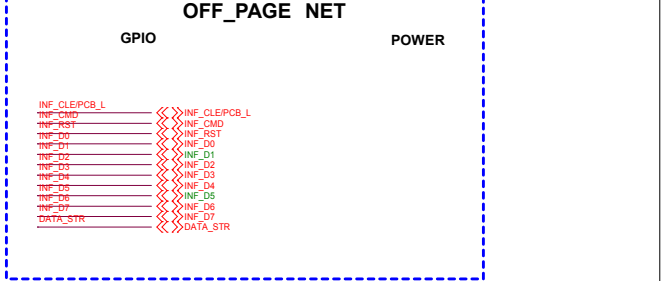 OFF_PAGE NET
GPIO POWER
INF_CLE/PCB_L INF_CLE/PCB_L
INF_CMD INF_CMD
INF_RST INF_RST
INF_D0 INF_D0
INF_D1 INF_D1
INF_D2 INF_D2
INF_D3 INF_D3
INF_D4 INF_D4
INF_D5 INF_D5
INF_D6 INF_D6
INF_D7 INF_D7
DATA_STR DATA_STR